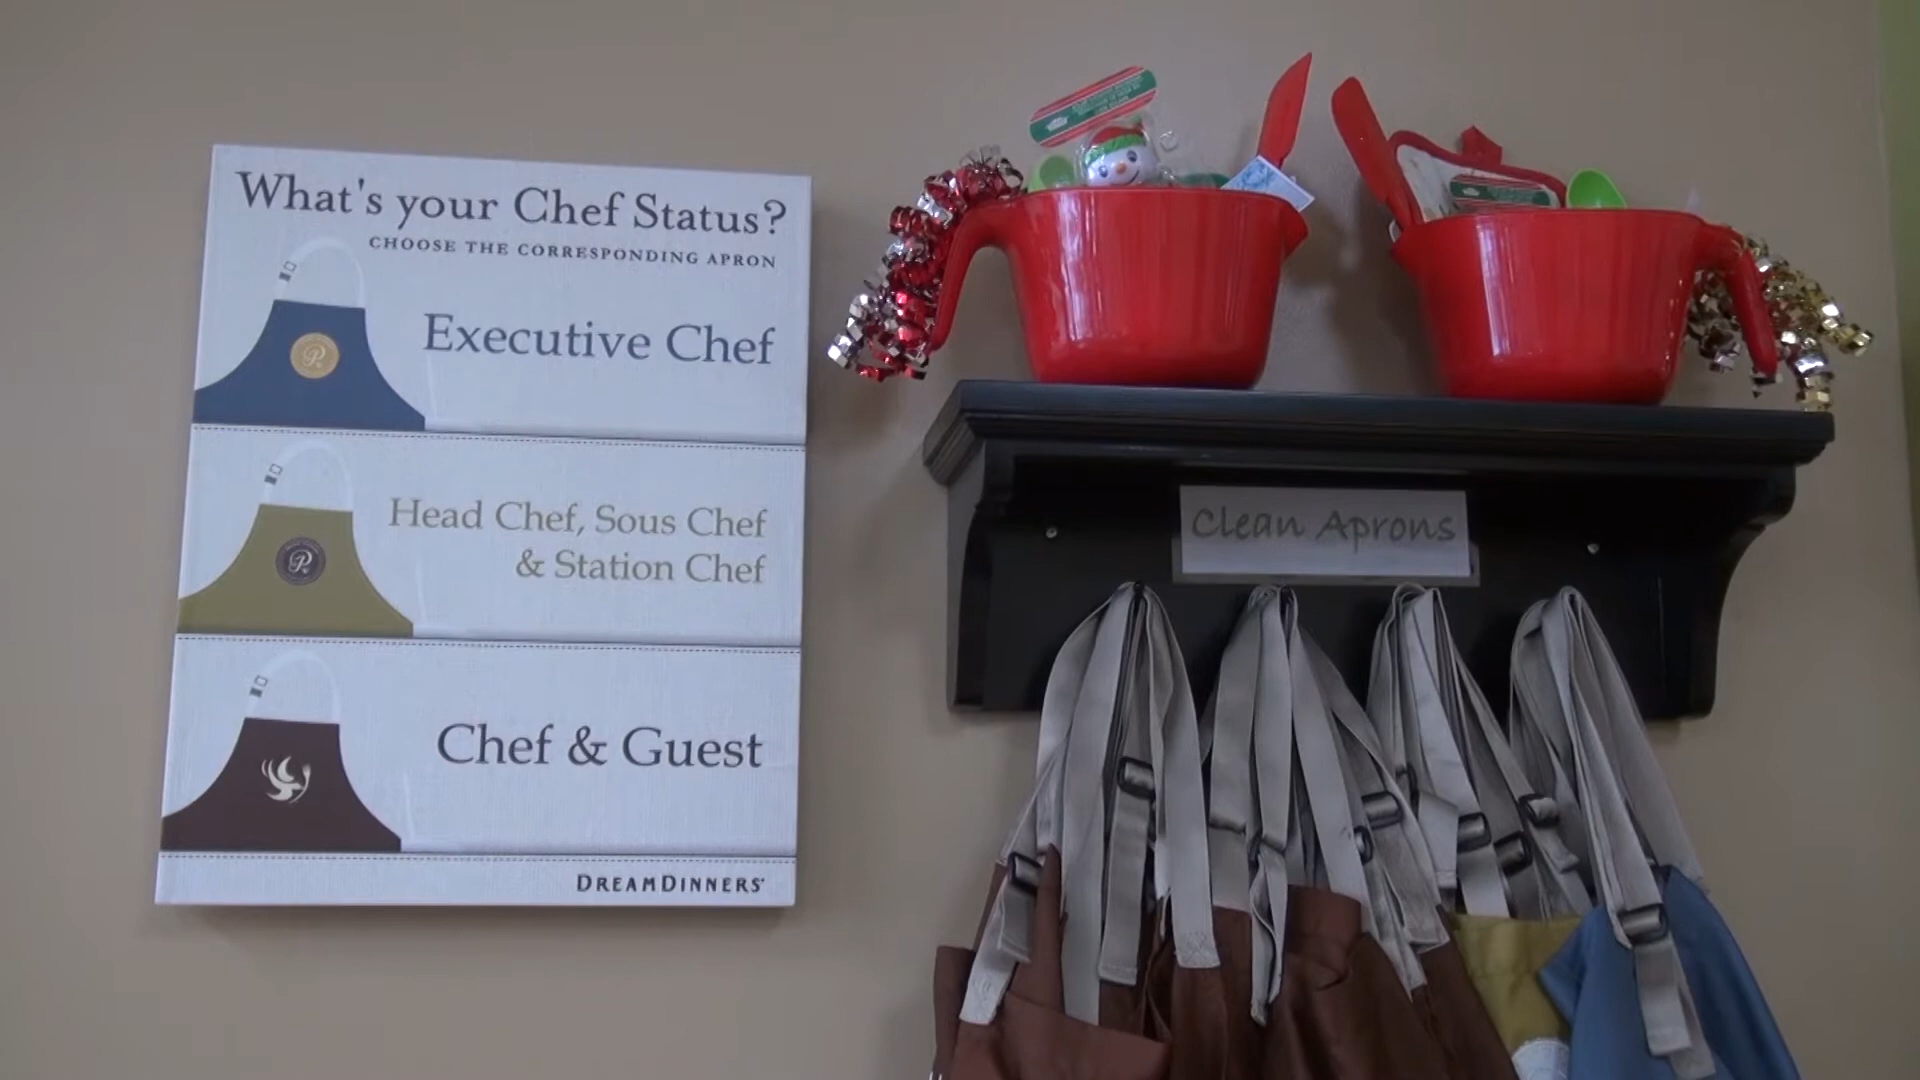 What's your Chef Status?
CHOOSE THE CORRESPONDING APRON
Executive Chef
Head Chef, Sous Chef
& Station Chef
Chef & Guest
DREAMDINNERS
Clean Aprons